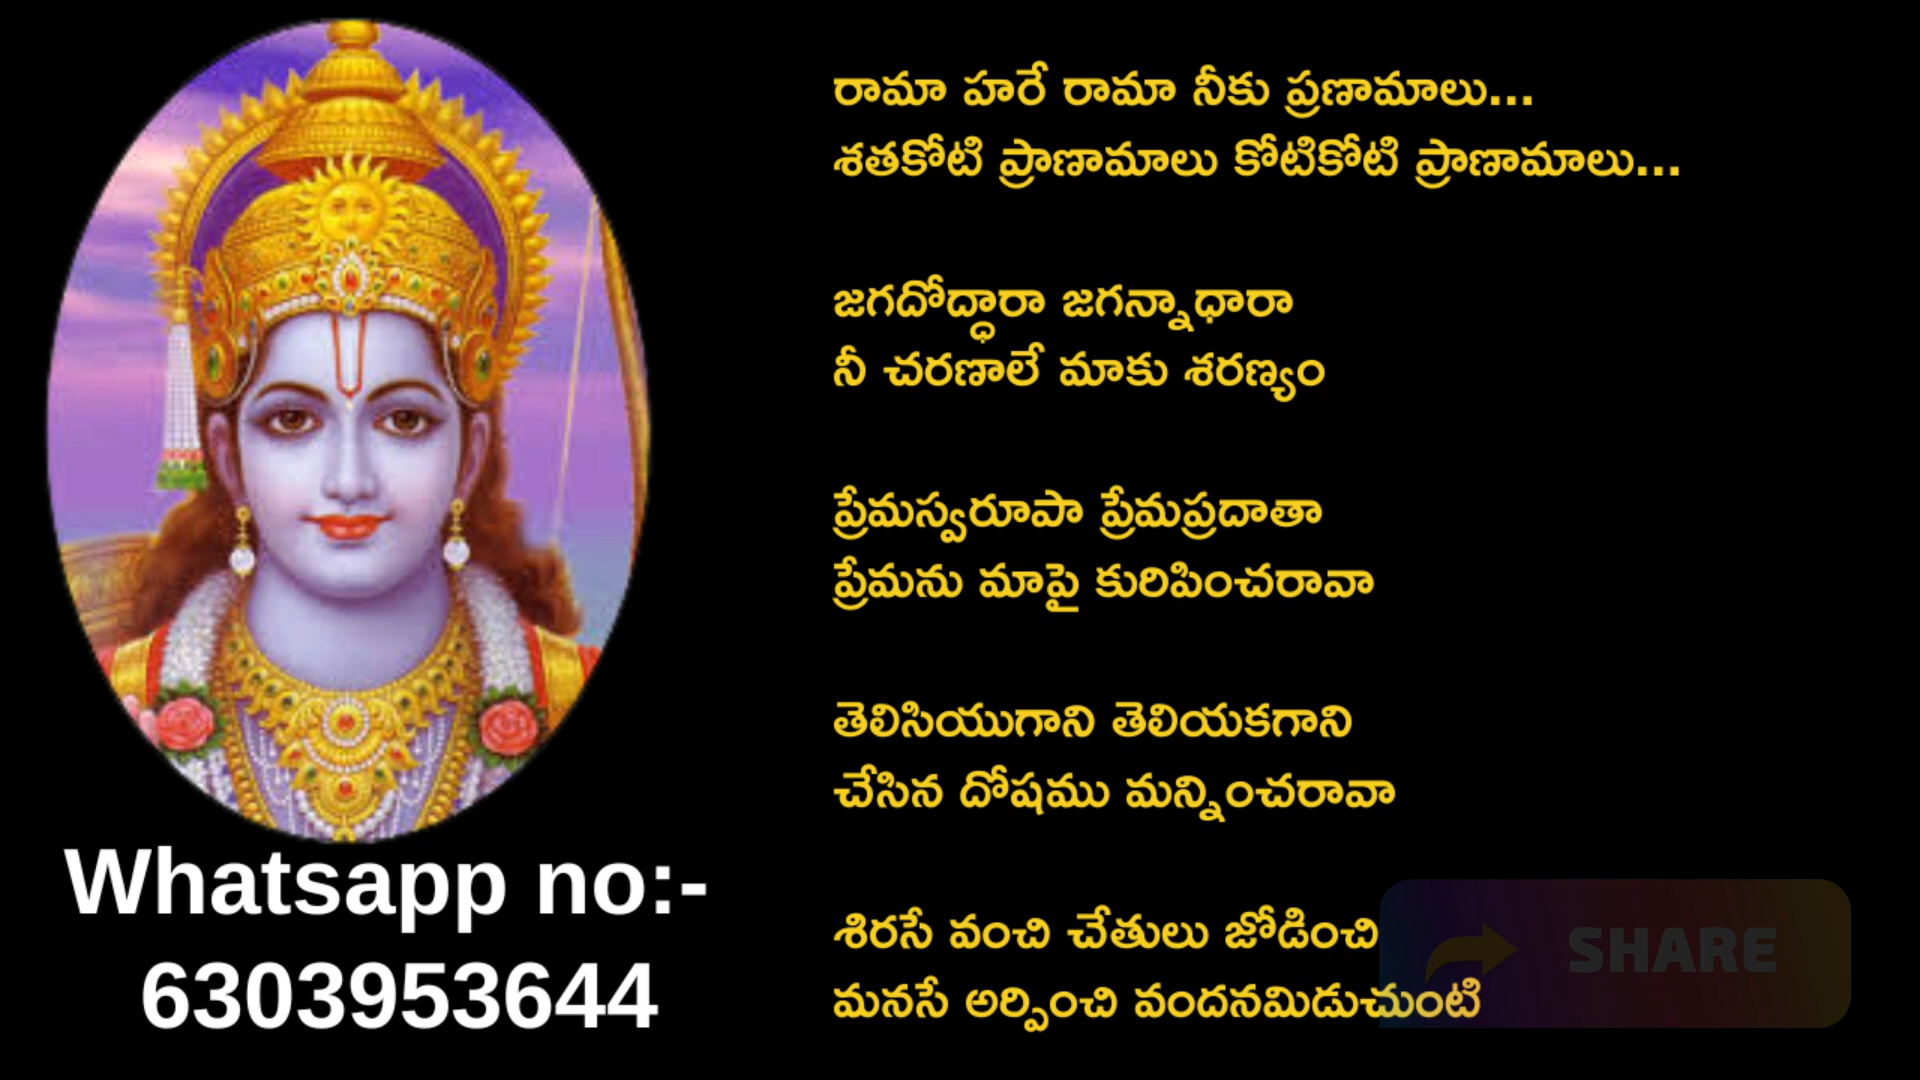 రామా హరే రామా నీకు ప్రణామాలు...
శతకోటి ప్రాణామాలు కోటికోటి ప్రాణామాలు...
జగదోద్ధారా జగన్నాధారా
నీ చరణాలే మాకు శరణ్యం
ప్రేమస్వరూపా ప్రేమప్రదాతా
ప్రేమను మాపై కురిపించరావా
తెలిసియుగాని తెలియకగాని
చేసిన దోషము మన్నించరావా
శిరసే వంచి చేతులు జోడించి
మనసే అర్పించి వందనమిడుచుంటి
SHARE
Whatsapp no:-
6303953644